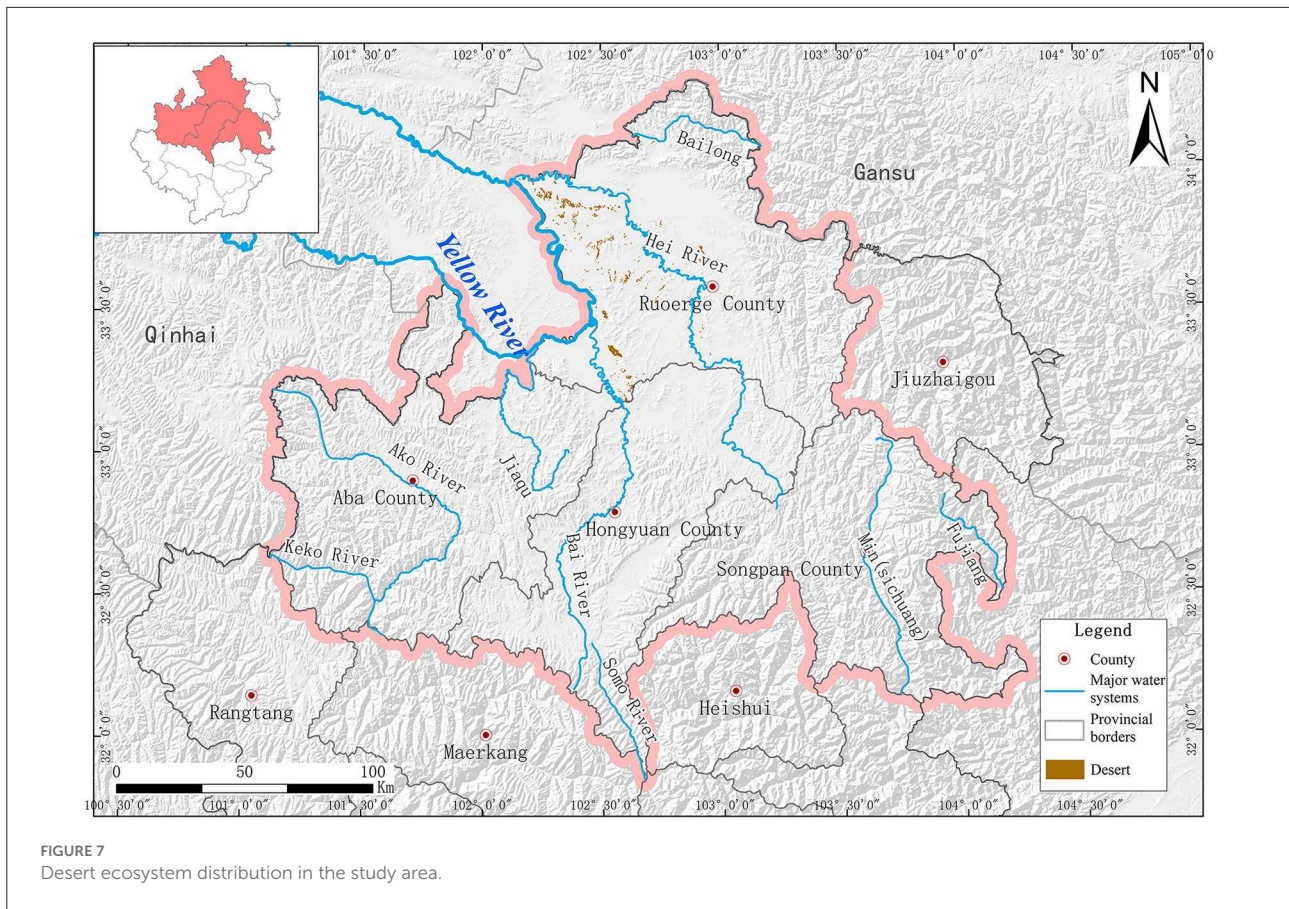 101° 30' 0"
102° 0' 0"
102° 30' 0"
103° 0' 0"
103° 30' 0"
104° 0' 0"
104° 30' 0"
105° 0' 0"
N
Bailong
Gansu
34° 0' 0"
34° 0' 0"
Hei River
Yellow River
Ruoerge County
33° 30' 0"
33° 30' 0"
Qinhai
Jiuzhaigou
33° 0' 0"
33° 0' 0"
Ako River
Jiaqu
Aba County
Hongyuan County
Fujiang
Keko River
Bai River
Songpan County
Min(sichuang)
32° 30' 0"
32° 30' 0"
Legend
County
Major water
systems
Provincial
borders
Desert
Somo River
Rangtang
Heishui
Maerkang
32° 0' 0"
32° 0' 0"
0 50 100
Km
100° 30' 0"
101° 0' 0"
101° 30' 0"
102° 0' 0"
102° 30' 0"
103° 0' 0"
103° 30' 0"
104° 0' 0"
104° 30' 0"
FIGURE 7
Desert ecosystem distribution in the study area.